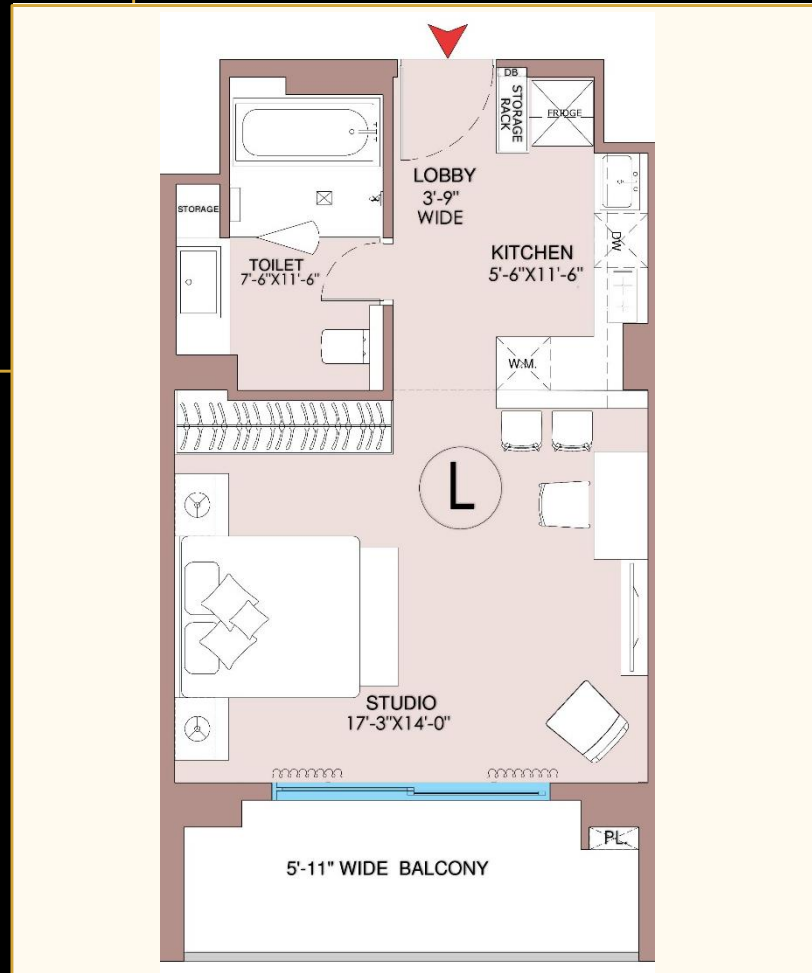 DB
STORAGE
RACK
FRIDGE
LOBBY
3'-9"
WIDE
STORAGE
KITCHEN
5'-6"X11'-6"
DW
TOILET
7'-6"X11'-6"
W.M.
L
STUDIO
17'-3"X14'-0"
PL.
5'-11" WIDE BALCONY